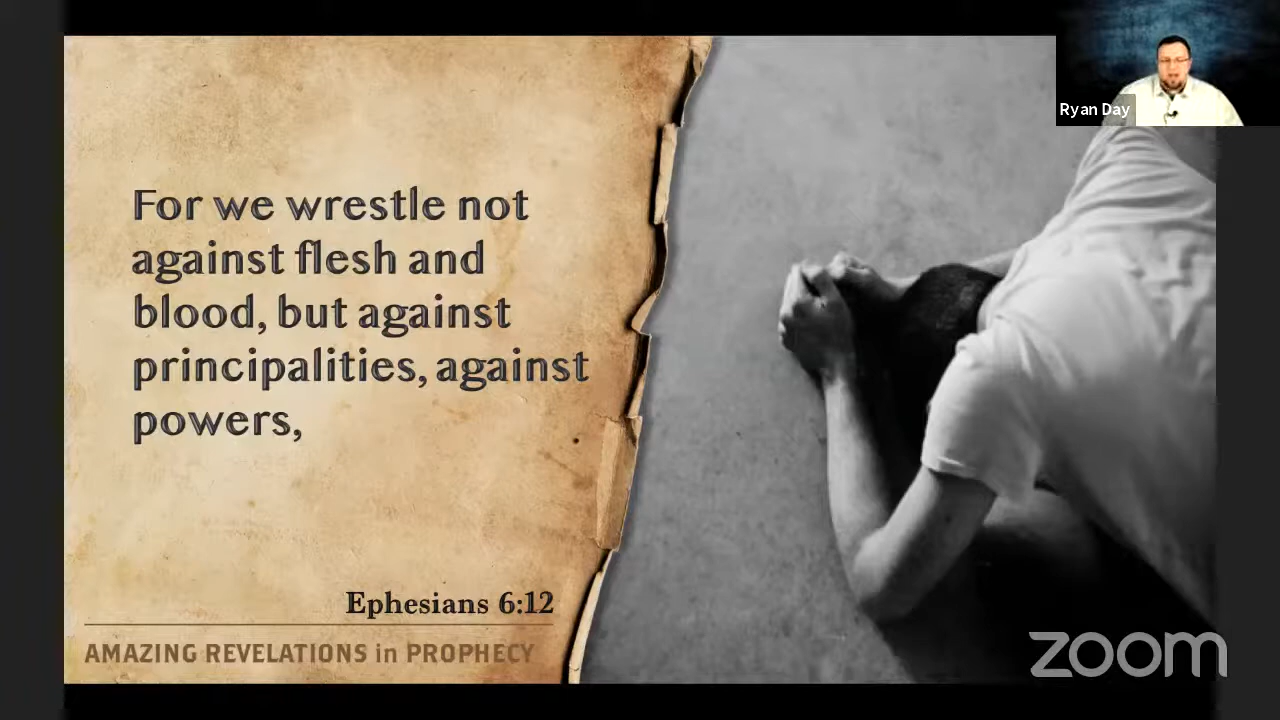 Ryan Day
For we wrestle not
against flesh and
blood, but against
principalities, against
powers,
Ephesians 6:12
AMAZING REVELATIONS in PROPHECY
zoom